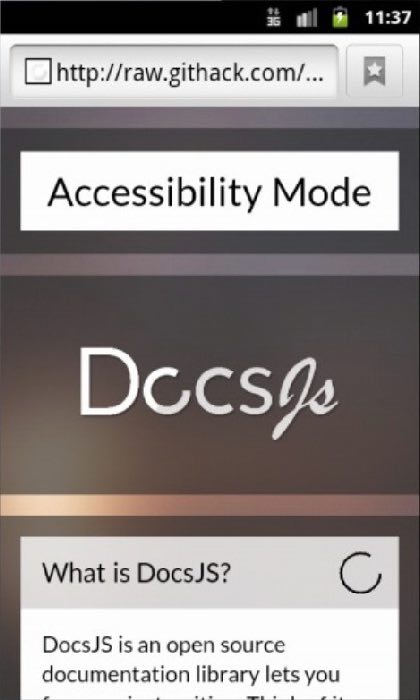 3G 11:37
http://raw.githack.com/...
Accessibility Mode
DocsJs
What is DocsJS?
DocsJS is an open source
documentation library lets you